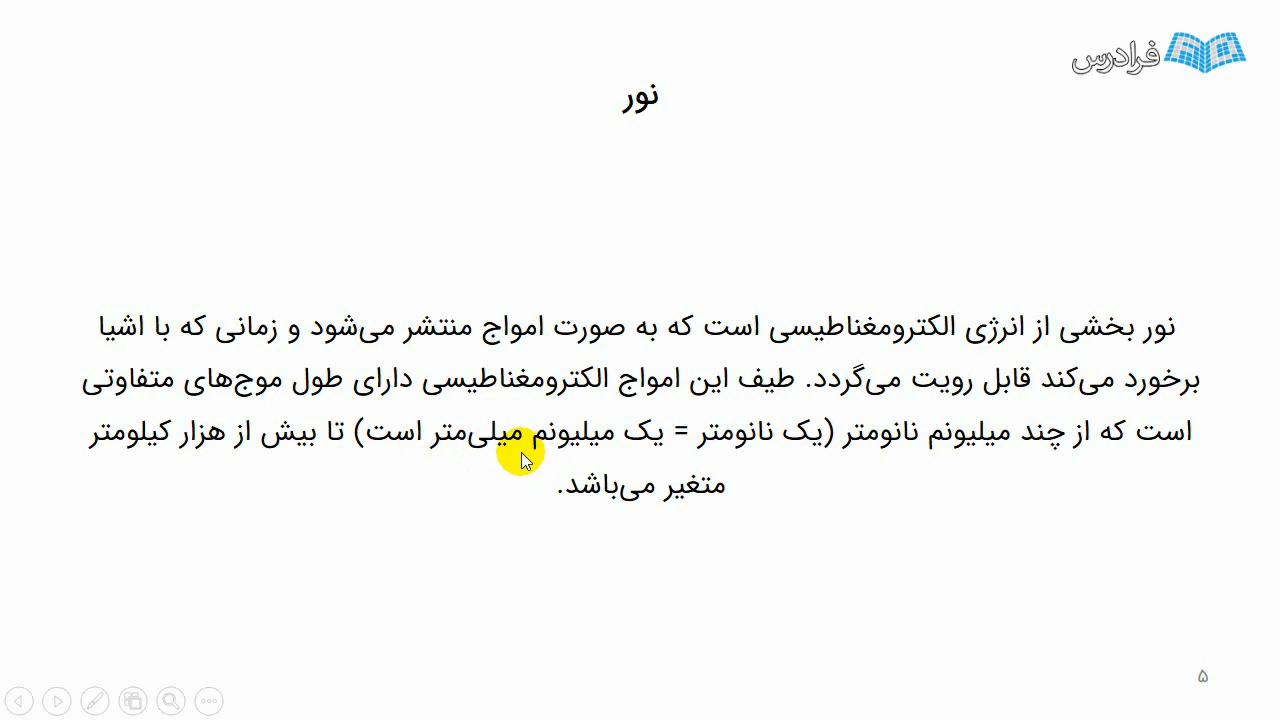 فرادرس
نور
نور بخشی از انرژی الکترومغناطیسی است که به صورت امواج منتشر می‌شود و زمانی که با اشیا
برخورد می‌کند قابل رویت می‌گردد. طیف این امواج الکترومغناطیسی دارای طول موج‌های متفاوتی
است که از چند میلیونم نانومتر (یک نانومتر = یک میلیونم میلی‌متر است) تا بیش از هزار کیلومتر
متغیر می‌باشد.
۵